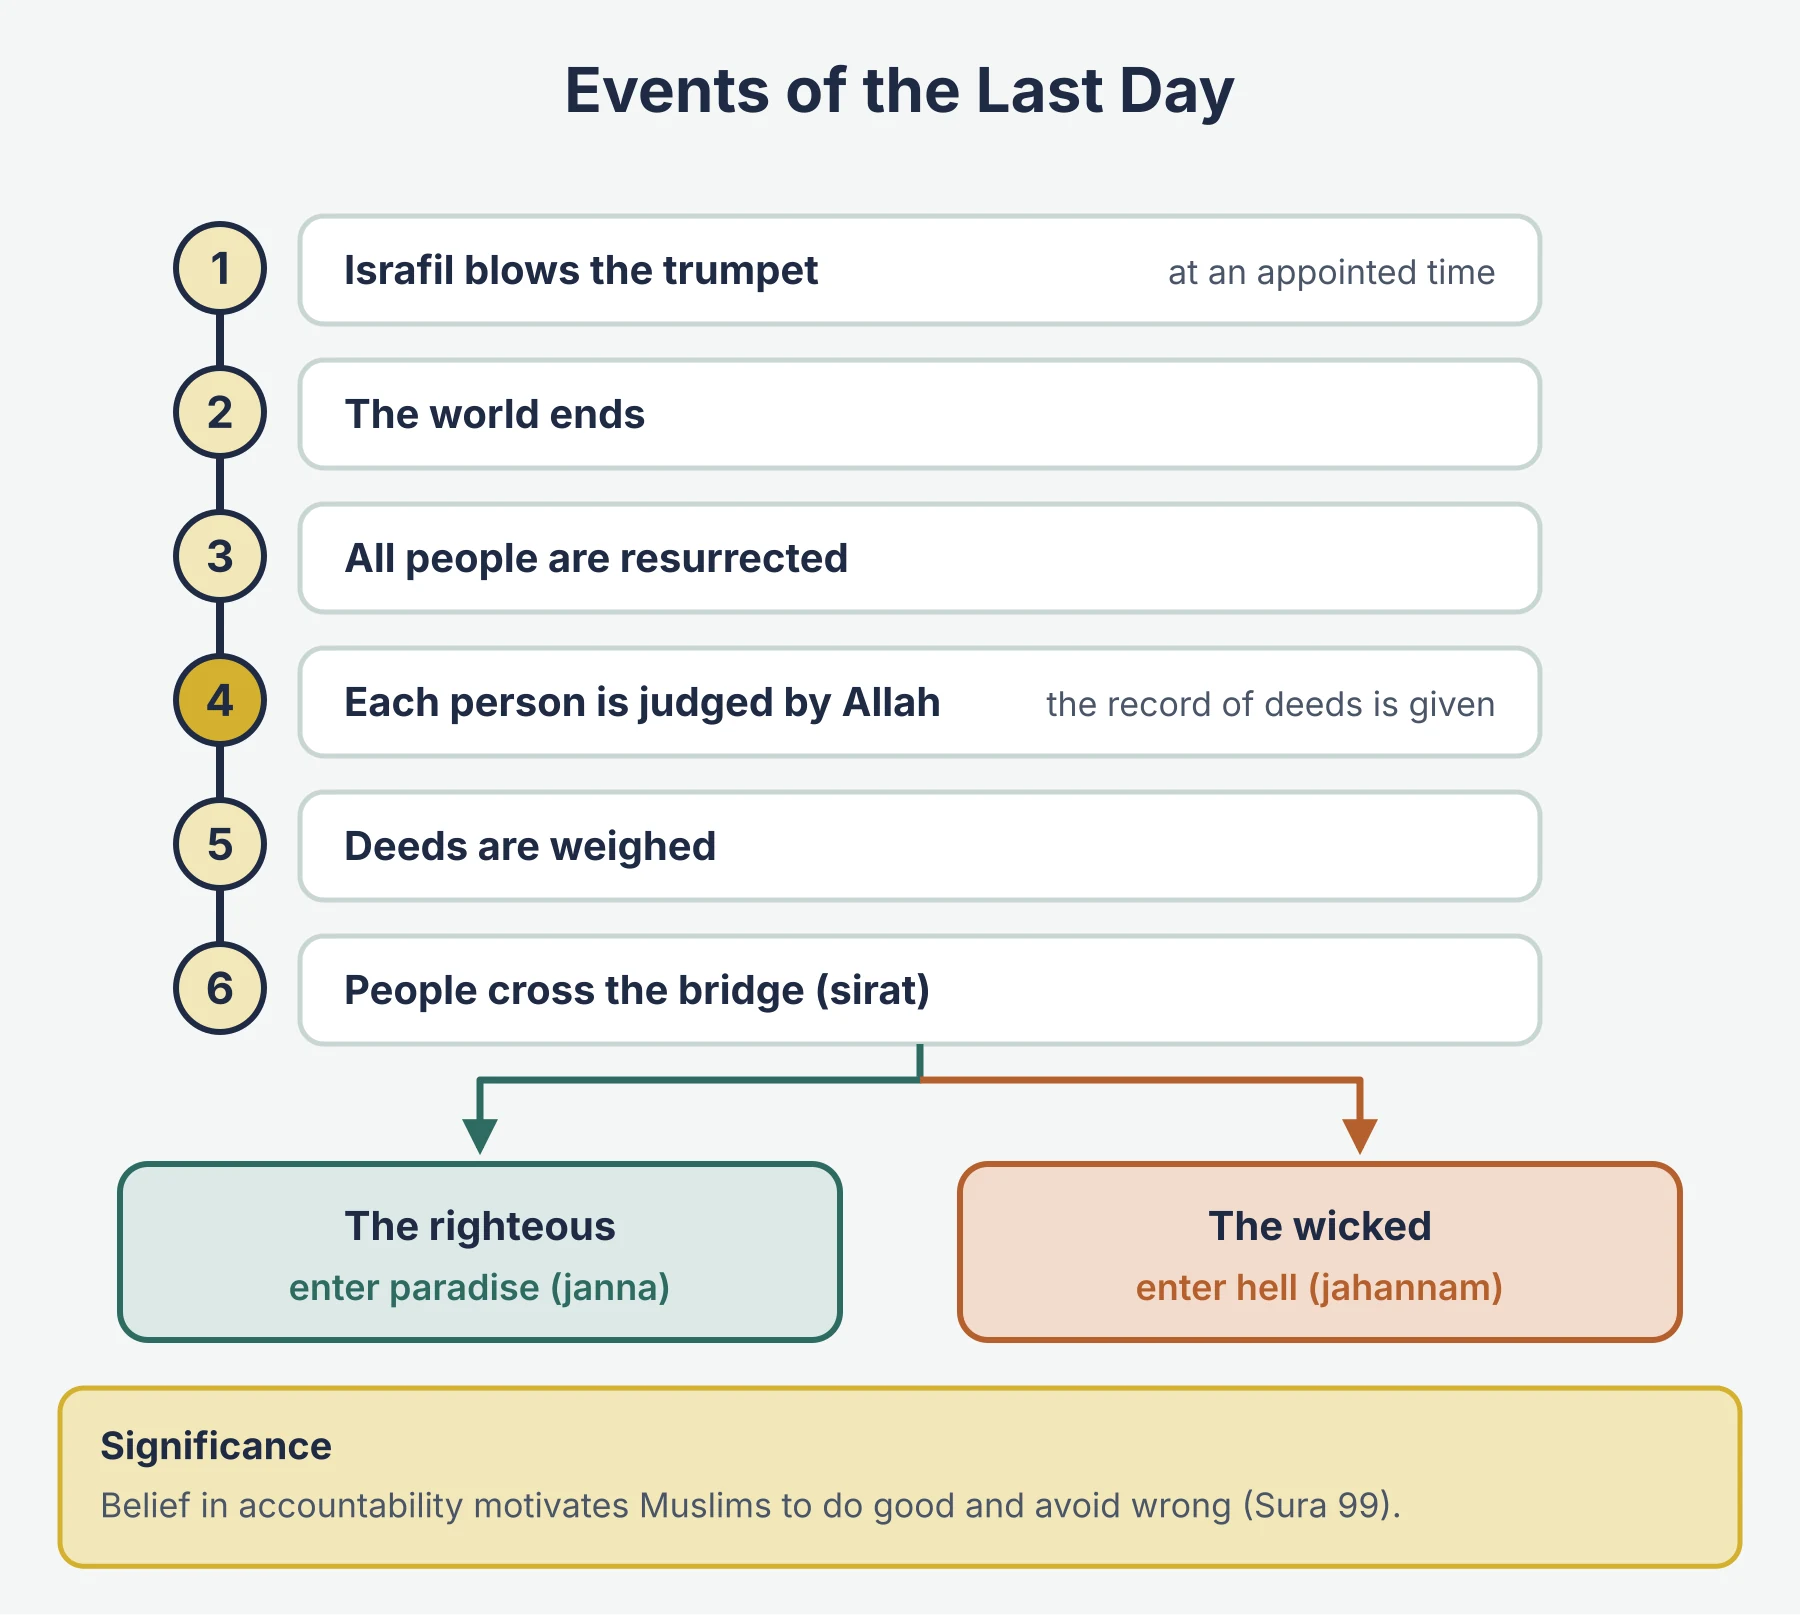 Events of the Last Day
1
Israfil blows the trumpet
at an appointed time
2
The world ends
3
All people are resurrected
4
Each person is judged by Allah
the record of deeds is given
5
Deeds are weighed
6
People cross the bridge (sirat)
The righteous
enter paradise (janna)
The wicked
enter hell (jahannam)
Significance
Belief in accountability motivates Muslims to do good and avoid wrong (Sura 99).